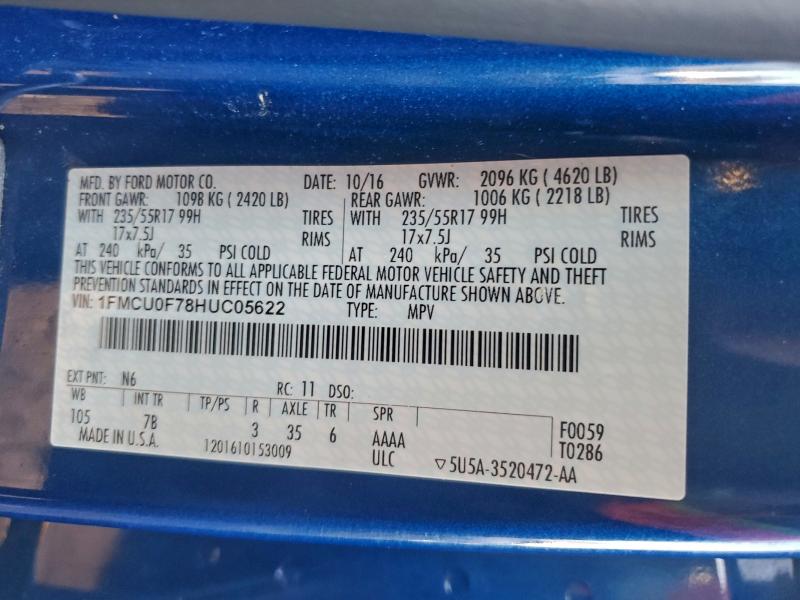 MFD. BY FORD MOTOR CO. DATE: 10/16 GVWR: 2096 KG ( 4620 LB)
FRONT GAWR: 1098 KG ( 2420 LB) REAR GAWR: 1006 KG ( 2218 LB)
WITH 235/55R17 99H TIRES WITH 235/55R17 99H TIRES
17x7.5J RIMS 17x7.5J RIMS
AT 240 kPa/ 35 PSI COLD AT 240 kPa/ 35 PSI COLD
THIS VEHICLE CONFORMS TO ALL APPLICABLE FEDERAL MOTOR VEHICLE SAFETY AND THEFT
PREVENTION STANDARDS IN EFFECT ON THE DATE OF MANUFACTURE SHOWN ABOVE.
VIN: 1FMCU0F78HUC05622 TYPE: MPV
EXT PNT: N6 RC: 11 DSO:
WB INT TR TP/PS R AXLE TR SPR
105 7B 3 35 6 AAAA F0059
MADE IN U.S.A. 1201610153009 ULC ▽5U5A-3520472-AA T0286